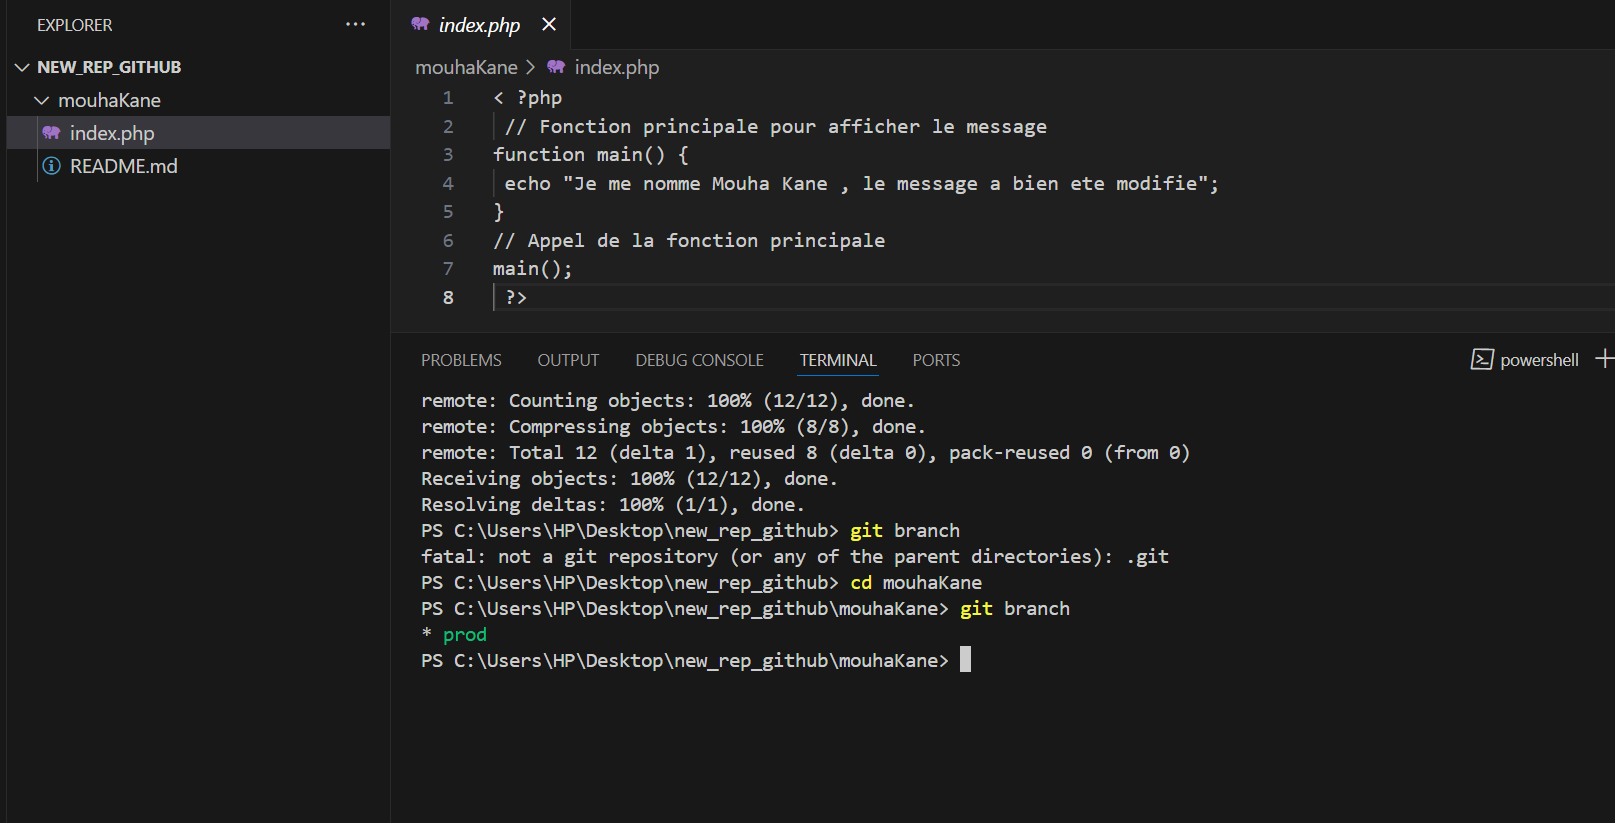 EXPLORER
NEW_REP_GITHUB
mouhaKane
index.php
README.md
index.php
mouhaKane > index.php
1 < ?php
2 // Fonction principale pour afficher le message
3 function main() {
4 echo "Je me nomme Mouha Kane , le message a bien ete modifie";
5 }
6 // Appel de la fonction principale
7 main();
8 ?>
PROBLEMS OUTPUT DEBUG CONSOLE TERMINAL PORTS powershell
remote: Counting objects: 100% (12/12), done.
remote: Compressing objects: 100% (8/8), done.
remote: Total 12 (delta 1), reused 8 (delta 0), pack-reused 0 (from 0)
Receiving objects: 100% (12/12), done.
Resolving deltas: 100% (1/1), done.
PS C:\Users\HP\Desktop\new_rep_github> git branch
fatal: not a git repository (or any of the parent directories): .git
PS C:\Users\HP\Desktop\new_rep_github> cd mouhaKane
PS C:\Users\HP\Desktop\new_rep_github\mouhaKane> git branch
* prod
PS C:\Users\HP\Desktop\new_rep_github\mouhaKane>